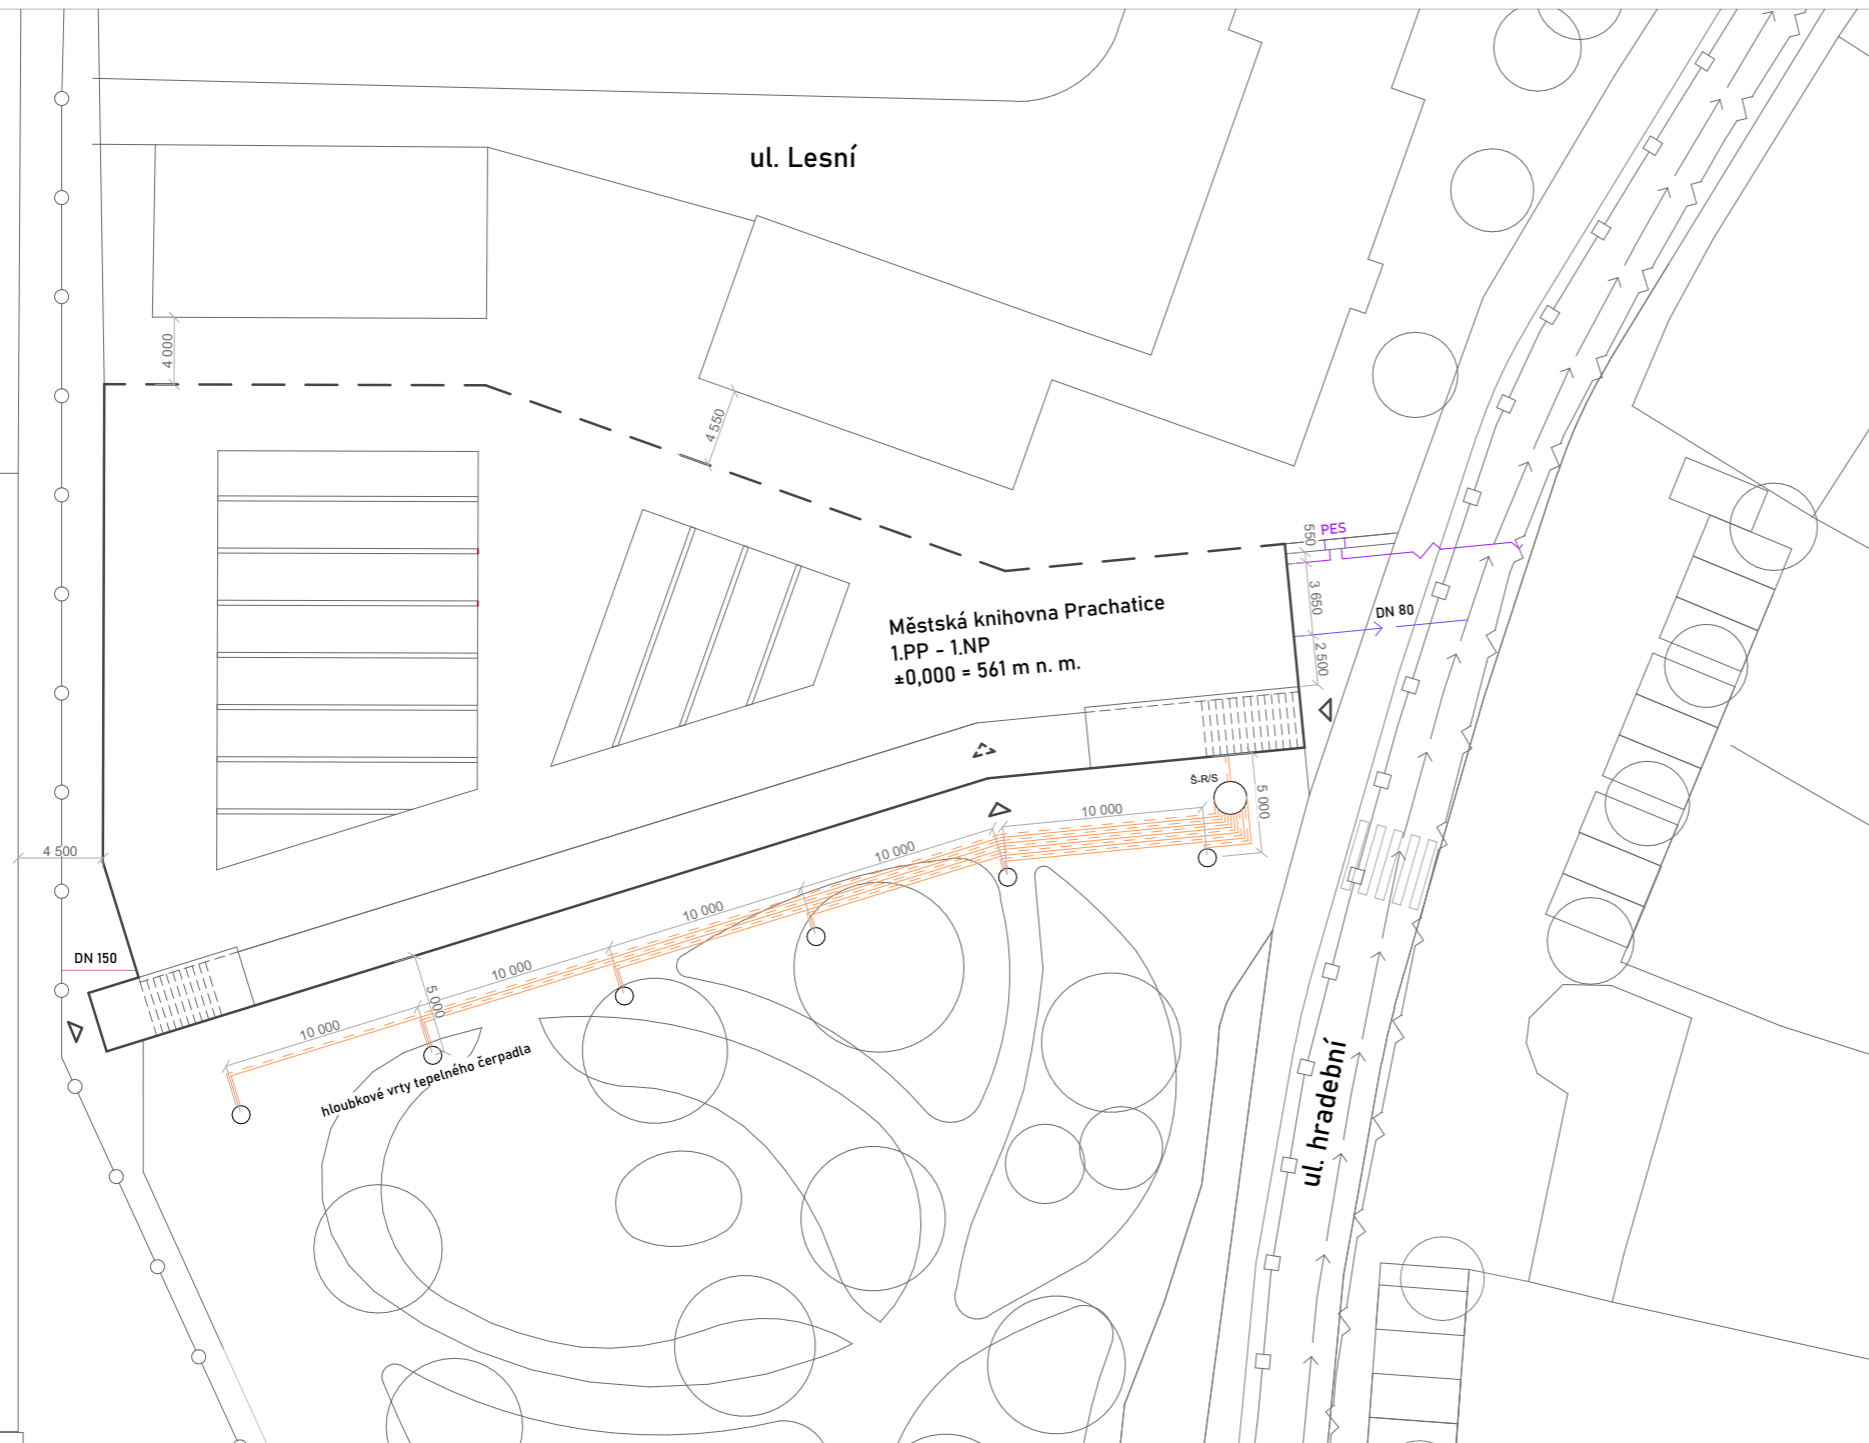 ul. Lesní
4 000
4 550
550
PES
3 650
DN 80
2 500
Městská knihovna Prachatice
1.PP - 1.NP
±0,000 = 561 m n. m.
Š-R/S
5 000
10 000
10 000
10 000
10 000
10 000
5 000
4 500
DN 150
hloubkové vrty tepelného čerpadla
ul. hradební